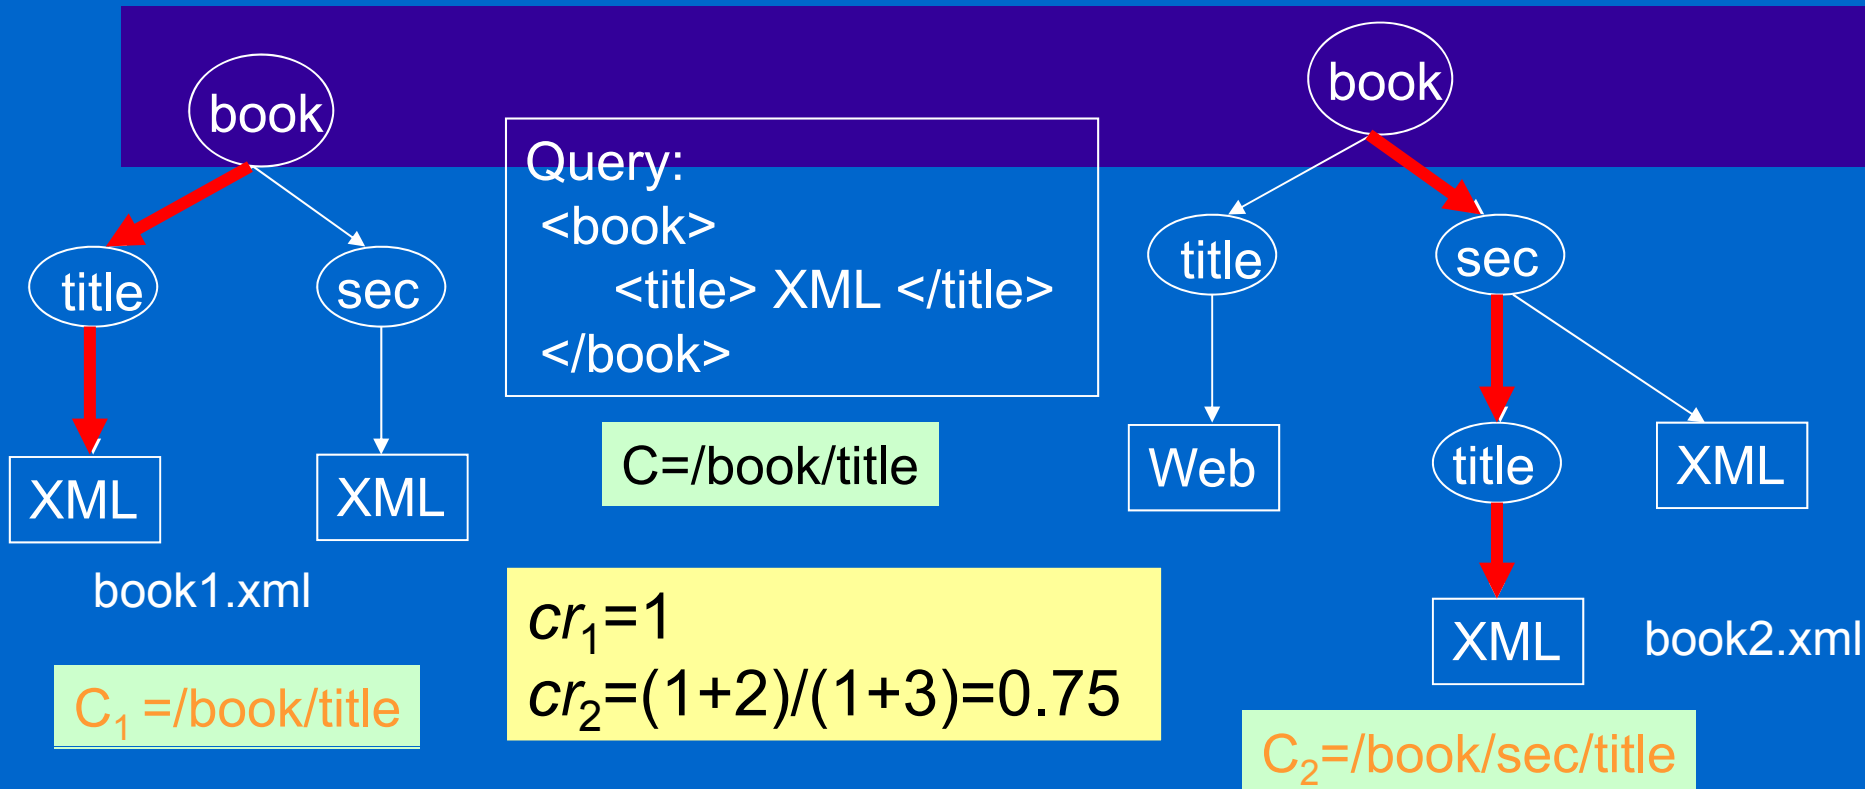 book
title
sec
XML
XML
book1.xml
C₁ =/book/title
Query:
<book>
<title> XML </title>
</book>
C=/book/title
cr₁=1
cr₂=(1+2)/(1+3)=0.75
book
title
sec
Web
title
XML
XML
book2.xml
C₂=/book/sec/title